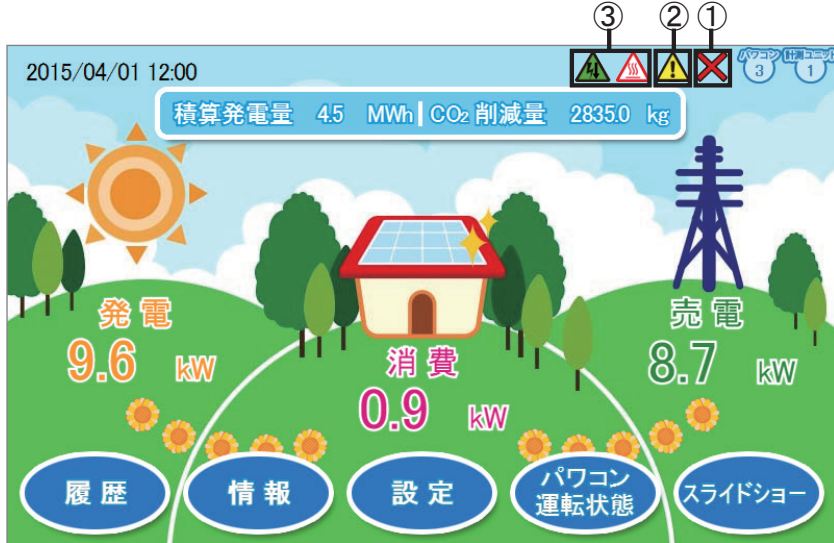 ③ ② ①
2015/04/01 12:00
パワコン 3 計測ユニット 1
積算発電量 4.5 MWh CO₂削減量 2835.0 kg
発電
9.6 kW
売電
8.7 kW
消費
0.9 kW
履歴
情報
設定
パワコン
運転状態
スライドショー